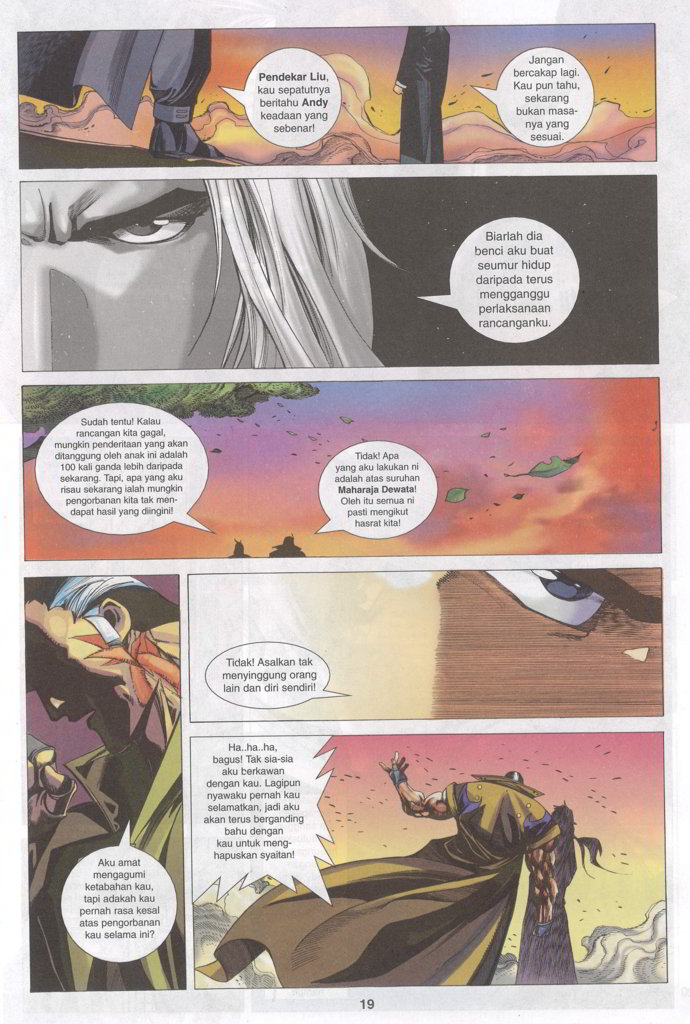 Pendekar Liu,
kau sepatutnya
beritahu Andy
keadaan yang
sebenar!
Jangan
bercakap lagi.
Kau pun tahu,
sekarang
bukan masa-
nya yang
sesuai.
Biarlah dia
benci aku buat
seumur hidup
daripada terus
mengganggu
perlaksanaan
rancanganku.
Sudah tentu! Kalau
rancangan kita gagal,
mungkin penderitaan yang akan
ditanggung oleh anak ini adalah
100 kali ganda lebih daripada
sekarang. Tapi, apa yang aku
risau sekarang ialah mungkin
pengorbanan kita tak men-
dapat hasil yang diingini!
Tidak! Apa
yang aku lakukan ni
adalah atas suruhan
Maharaja Dewata!
Oleh itu semua ni
pasti mengikut
hasrat kita!
Aku amat
mengagumi
ketabahan kau,
tapi adakah kau
pernah rasa kesal
atas pengorbanan
kau selama ini?
Tidak! Asalkan tak
menyinggung orang
lain dan diri sendiri!
Ha..ha..ha,
bagus! Tak sia-sia
aku berkawan
dengan kau. Lagipun
nyawaku pernah kau
selamatkan, jadi aku
akan terus berganding
bahu dengan
kau untuk meng-
hapuskan syaitan!
19